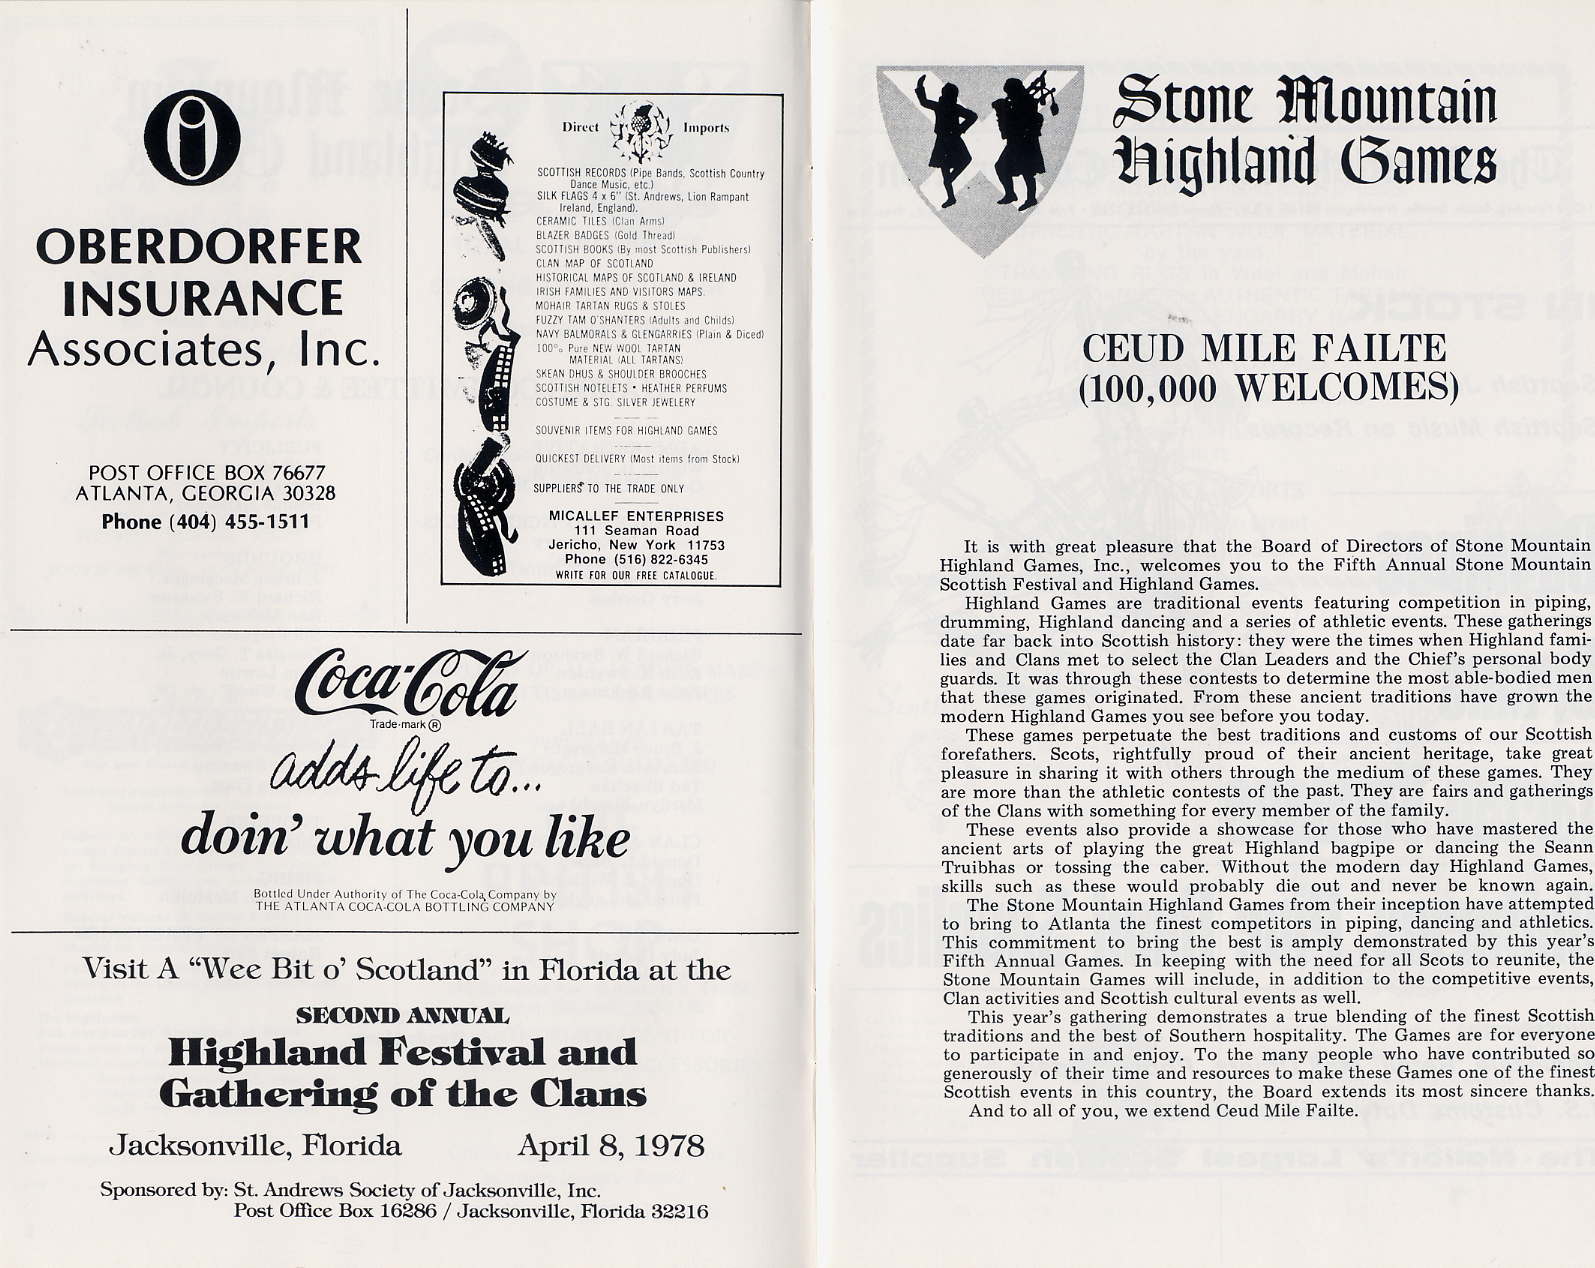 OBERDORFER
INSURANCE
Associates, Inc.
POST OFFICE BOX 76677
ATLANTA, GEORGIA 30328
Phone (404) 455-1511
Direct Imports
SCOTTISH RECORDS (Pipe Bands, Scottish Country
Dance Music, etc.)
SILK FLAGS 4 x 6" (St. Andrews, Lion Rampant
Ireland, England).
CERAMIC TILES (Clan Arms)
BLAZER BADGES (Gold Thread)
SCOTTISH BOOKS (By most Scottish Publishers)
CLAN MAP OF SCOTLAND
HISTORICAL MAPS OF SCOTLAND & IRELAND
IRISH FAMILIES AND VISITORS MAPS.
MOHAIR TARTAN RUGS & STOLES
FUZZY TAM O'SHANTERS (Adults and Childs)
NAVY BALMORALS & GLENGARRIES (Plain & Diced)
100% Pure NEW WOOL TARTAN
MATERIAL (ALL TARTANS)
SKEAN DHUS & SHOULDER BROOCHES
SCOTTISH NOTELETS • HEATHER PERFUMS
COSTUME & STG. SILVER JEWELERY
SOUVENIR ITEMS FOR HIGHLAND GAMES
QUICKEST DELIVERY (Most items from Stock)
SUPPLIERS TO THE TRADE ONLY
MICALLEF ENTERPRISES
111 Seaman Road
Jericho, New York 11753
Phone (516) 822-6345
WRITE FOR OUR FREE CATALOGUE.
Coca-Cola
Trade-mark ®
adds life to...
doin' what you like
Bottled Under Authority of The Coca-Cola Company by
THE ATLANTA COCA-COLA BOTTLING COMPANY
Visit A "Wee Bit o' Scotland" in Florida at the
SECOND ANNUAL
Highland Festival and
Gathering of the Clans
Jacksonville, Florida April 8, 1978
Sponsored by: St. Andrews Society of Jacksonville, Inc.
Post Office Box 16286 / Jacksonville, Florida 32216
Stone Mountain
Highland Games
CEUD MILE FAILTE
(100,000 WELCOMES)
It is with great pleasure that the Board of Directors of Stone Mountain
Highland Games, Inc., welcomes you to the Fifth Annual Stone Mountain
Scottish Festival and Highland Games.
Highland Games are traditional events featuring competition in piping,
drumming, Highland dancing and a series of athletic events. These gatherings
date far back into Scottish history: they were the times when Highland fami-
lies and Clans met to select the Clan Leaders and the Chief's personal body
guards. It was through these contests to determine the most able-bodied men
that these games originated. From these ancient traditions have grown the
modern Highland Games you see before you today.
These games perpetuate the best traditions and customs of our Scottish
forefathers. Scots, rightfully proud of their ancient heritage, take great
pleasure in sharing it with others through the medium of these games. They
are more than the athletic contests of the past. They are fairs and gatherings
of the Clans with something for every member of the family.
These events also provide a showcase for those who have mastered the
ancient arts of playing the great Highland bagpipe or dancing the Seann
Truibhas or tossing the caber. Without the modern day Highland Games,
skills such as these would probably die out and never be known again.
The Stone Mountain Highland Games from their inception have attempted
to bring to Atlanta the finest competitors in piping, dancing and athletics.
This commitment to bring the best is amply demonstrated by this year's
Fifth Annual Games. In keeping with the need for all Scots to reunite, the
Stone Mountain Games will include, in addition to the competitive events,
Clan activities and Scottish cultural events as well.
This year's gathering demonstrates a true blending of the finest Scottish
traditions and the best of Southern hospitality. The Games are for everyone
to participate in and enjoy. To the many people who have contributed so
generously of their time and resources to make these Games one of the finest
Scottish events in this country, the Board extends its most sincere thanks.
And to all of you, we extend Ceud Mile Failte.